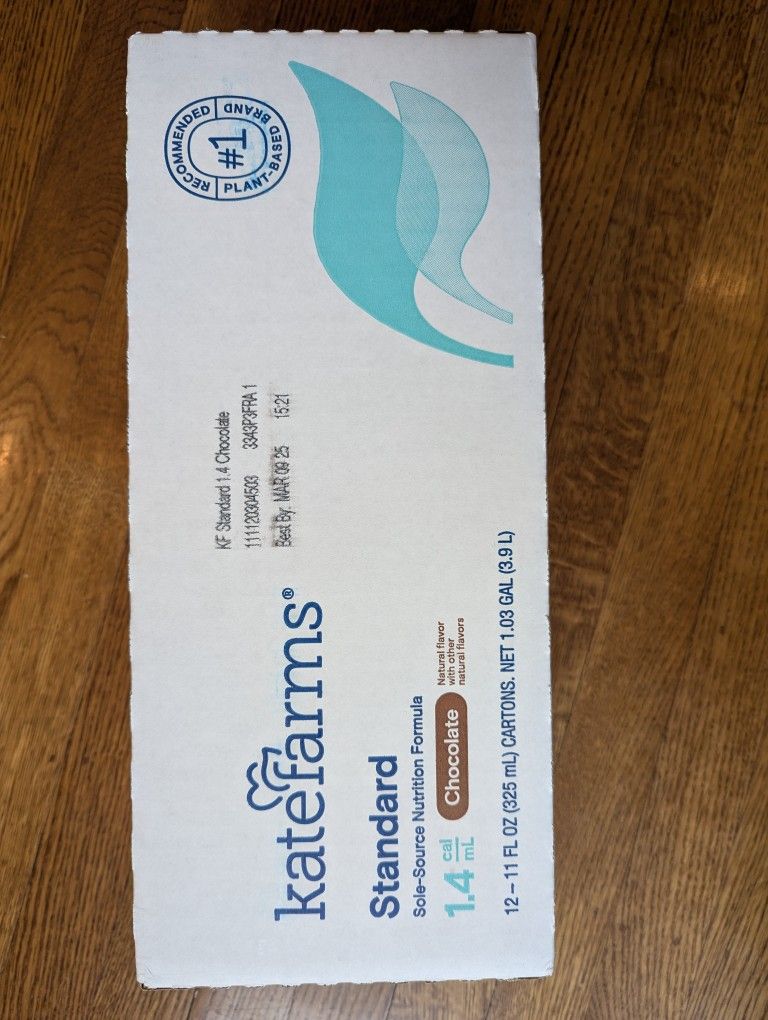 RECOMMENDED
#1
PLANT-BASED BRAND
KF Standard 1.4 Chocolate
111120304503 3343P3FRA 1
Best By: MAR 09 25 15:21
katefarms®
Standard
Sole-Source Nutrition Formula
1.4 cal
mL
Chocolate
Natural flavor
with other
natural flavors
12 – 11 FL OZ (325 mL) CARTONS. NET 1.03 GAL (3.9 L)